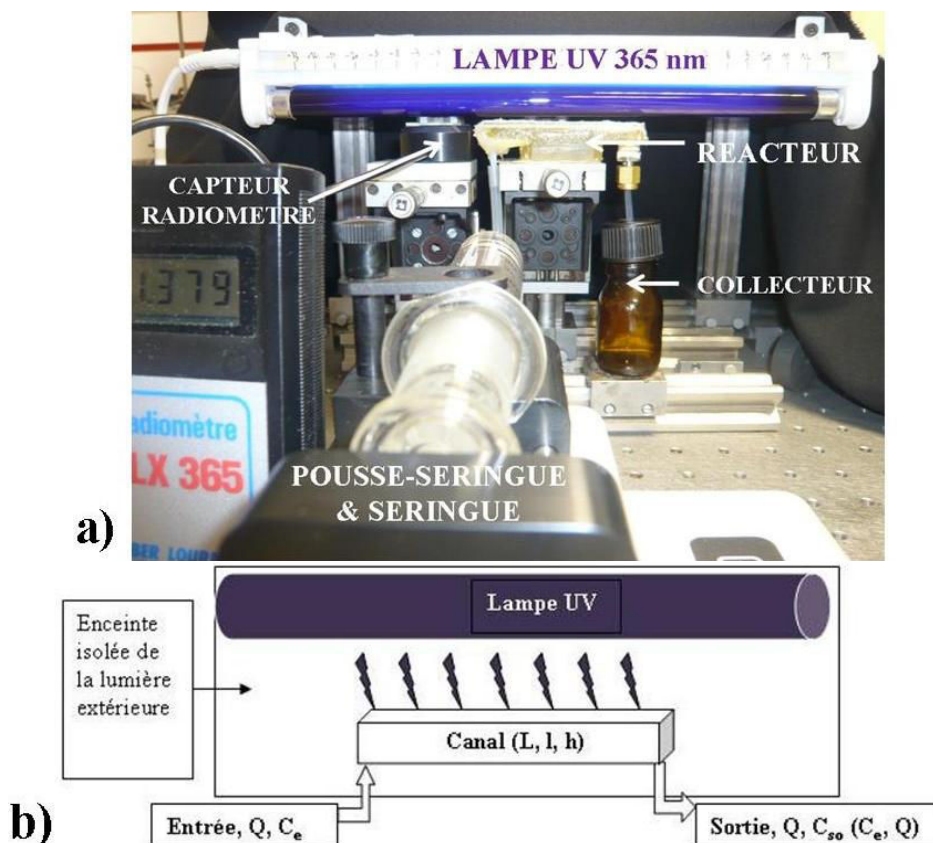 LAMPE UV 365 nm
REACTEUR
CAPTEUR
RADIOMETRE
.379
COLLECTEUR
adiomètre
LX 365
POUSSE-SERINGUE
& SERINGUE
a)
Lampe UV
Enceinte
isolée de
la lumière
extérieure
Canal (L, l, h)
b)
Entrée, Q, Cₑ
Sortie, Q, Cₛₒ (Cₑ, Q)